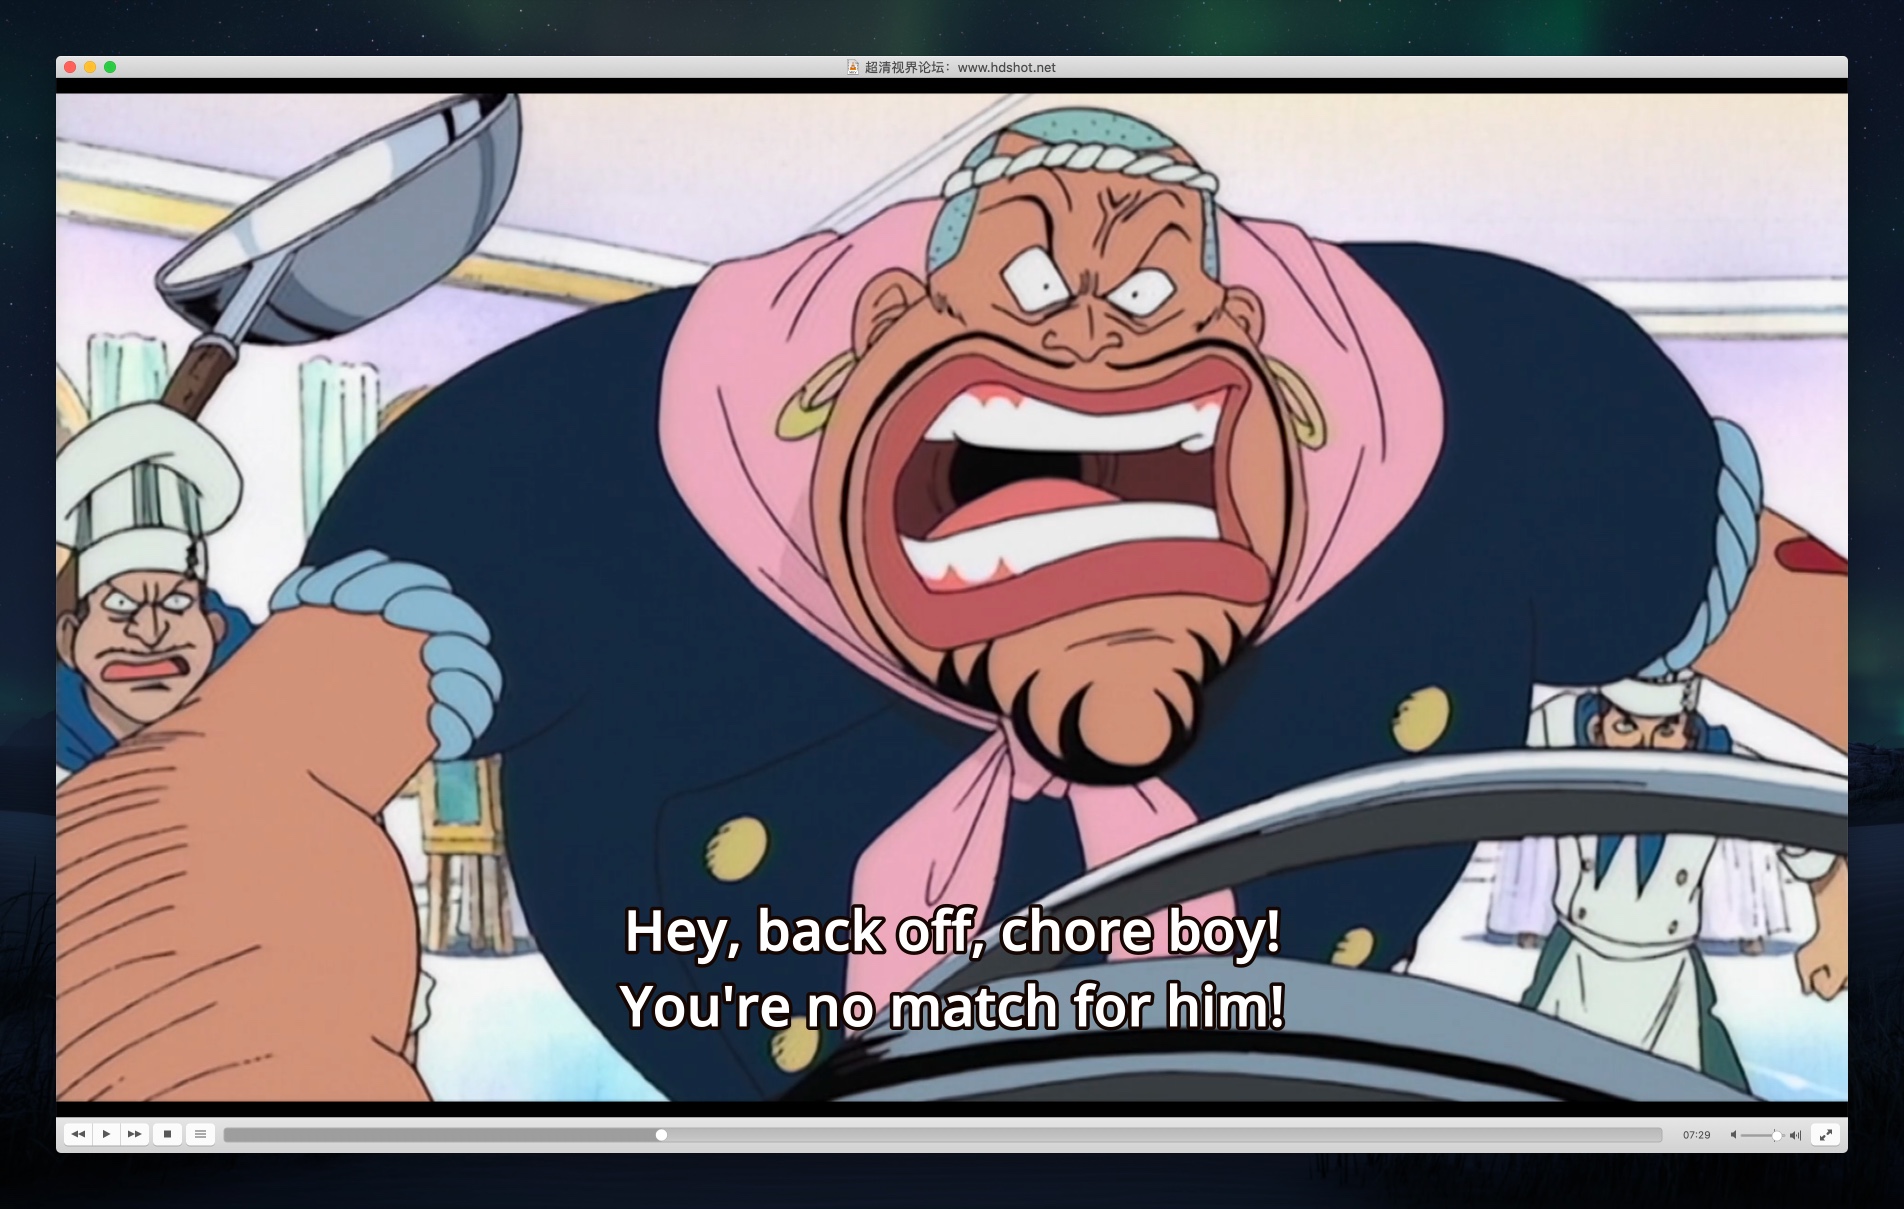 超清视界论坛：www.hdshot.net
Hey, back off, chore boy!
You're no match for him!
07:29